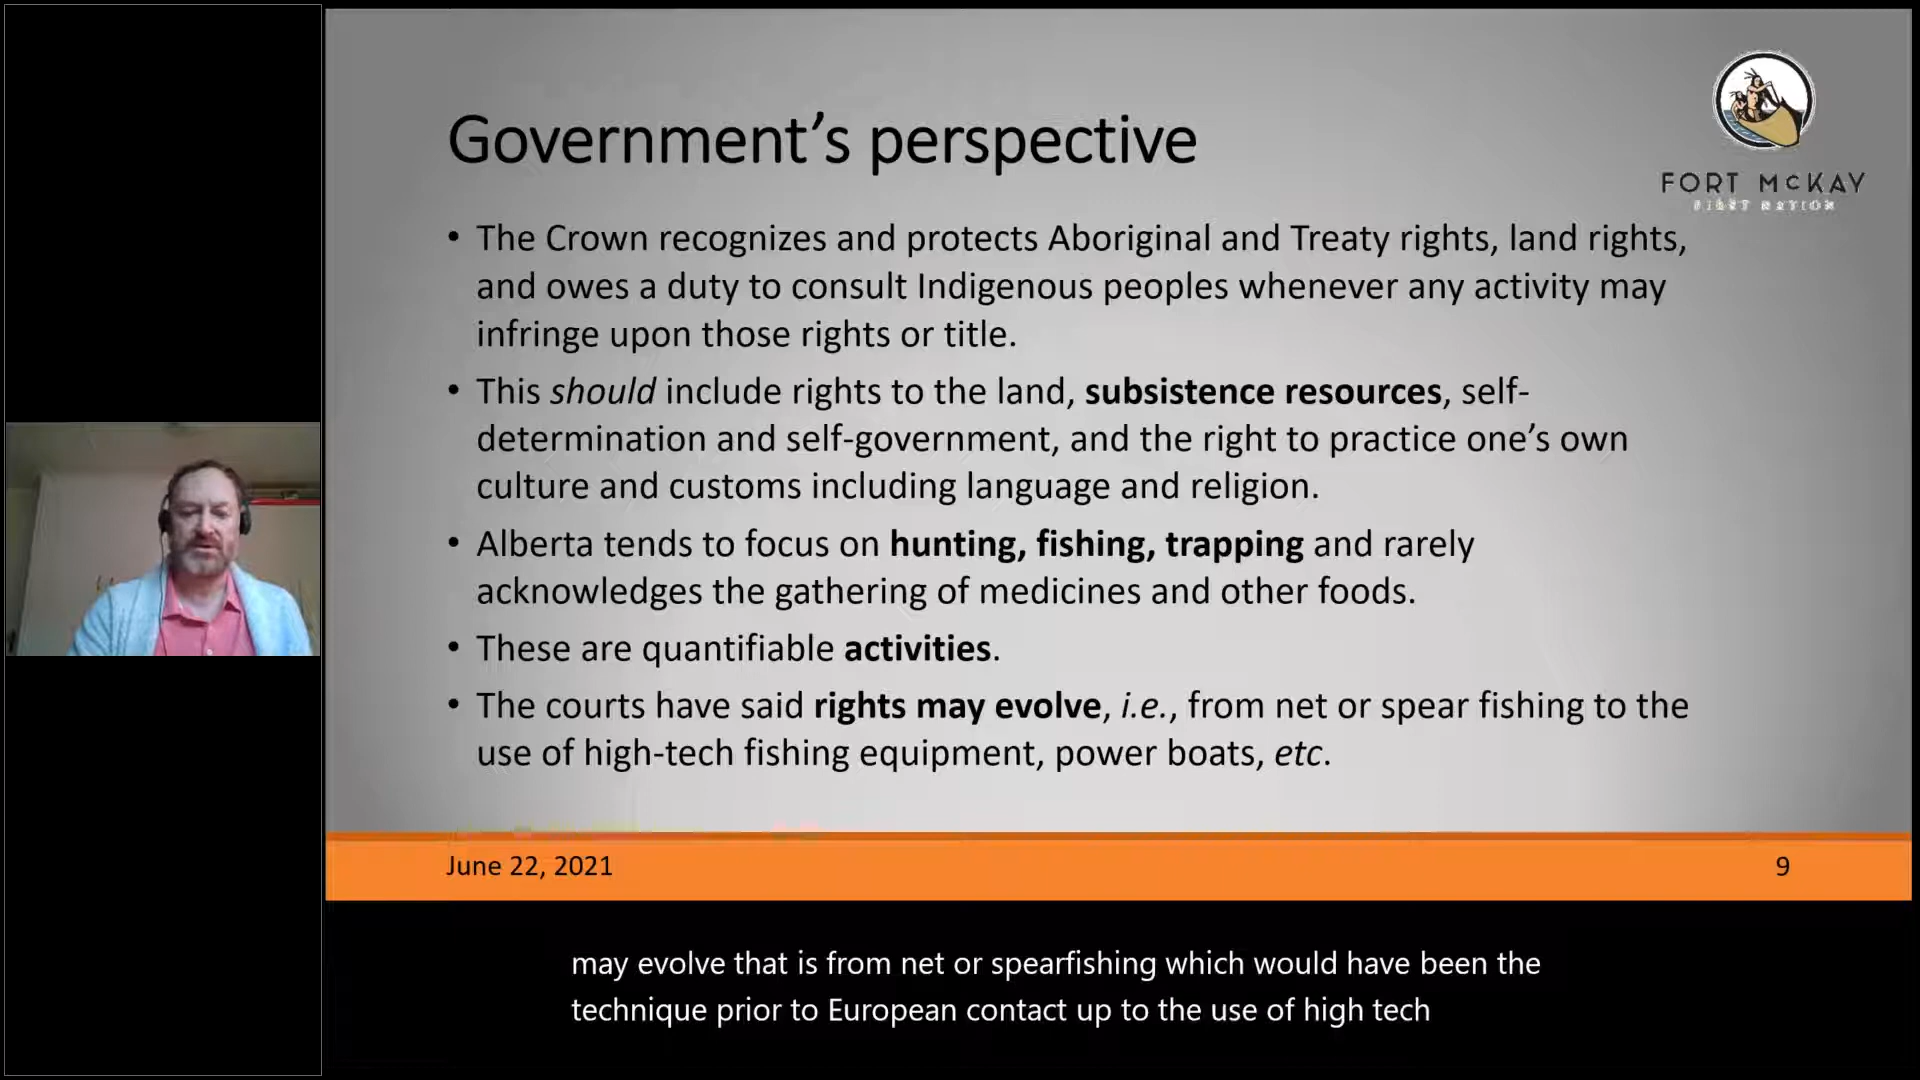 Government’s perspective
FORT McKAY
FIRST NATION
• The Crown recognizes and protects Aboriginal and Treaty rights, land rights,
and owes a duty to consult Indigenous peoples whenever any activity may
infringe upon those rights or title.
• This should include rights to the land, subsistence resources, self-
determination and self-government, and the right to practice one’s own
culture and customs including language and religion.
• Alberta tends to focus on hunting, fishing, trapping and rarely
acknowledges the gathering of medicines and other foods.
• These are quantifiable activities.
• The courts have said rights may evolve, i.e., from net or spear fishing to the
use of high-tech fishing equipment, power boats, etc.
June 22, 2021
9
may evolve that is from net or spearfishing which would have been the
technique prior to European contact up to the use of high tech